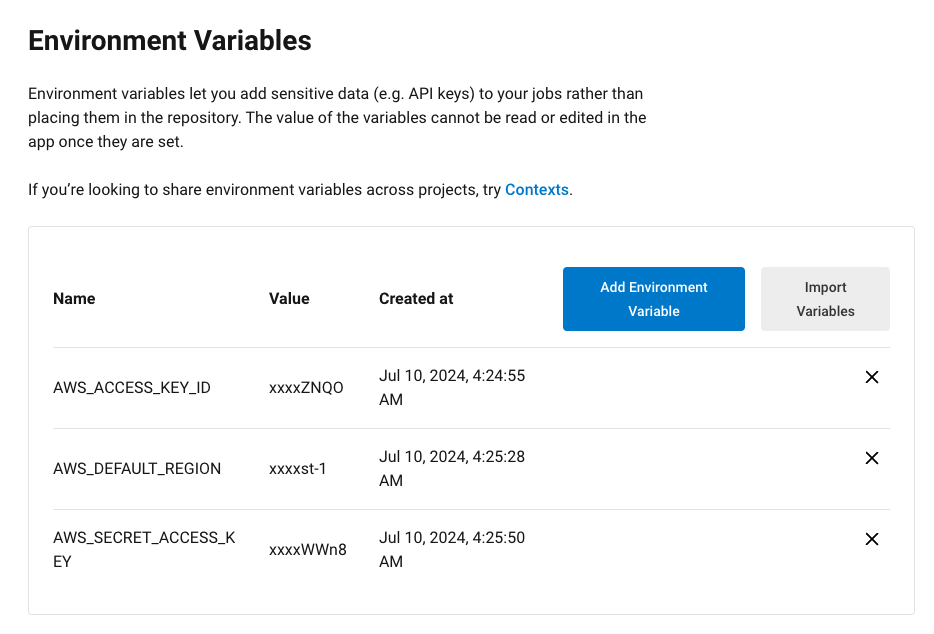 Environment Variables
Environment variables let you add sensitive data (e.g. API keys) to your jobs rather than
placing them in the repository. The value of the variables cannot be read or edited in the
app once they are set.
If you’re looking to share environment variables across projects, try Contexts.
Name Value Created at
Add Environment
Variable
Import
Variables
AWS_ACCESS_KEY_ID xxxxZNQO Jul 10, 2024, 4:24:55
AM
AWS_DEFAULT_REGION xxxxst-1 Jul 10, 2024, 4:25:28
AM
AWS_SECRET_ACCESS_K
EY
xxxxWWn8
Jul 10, 2024, 4:25:50
AM